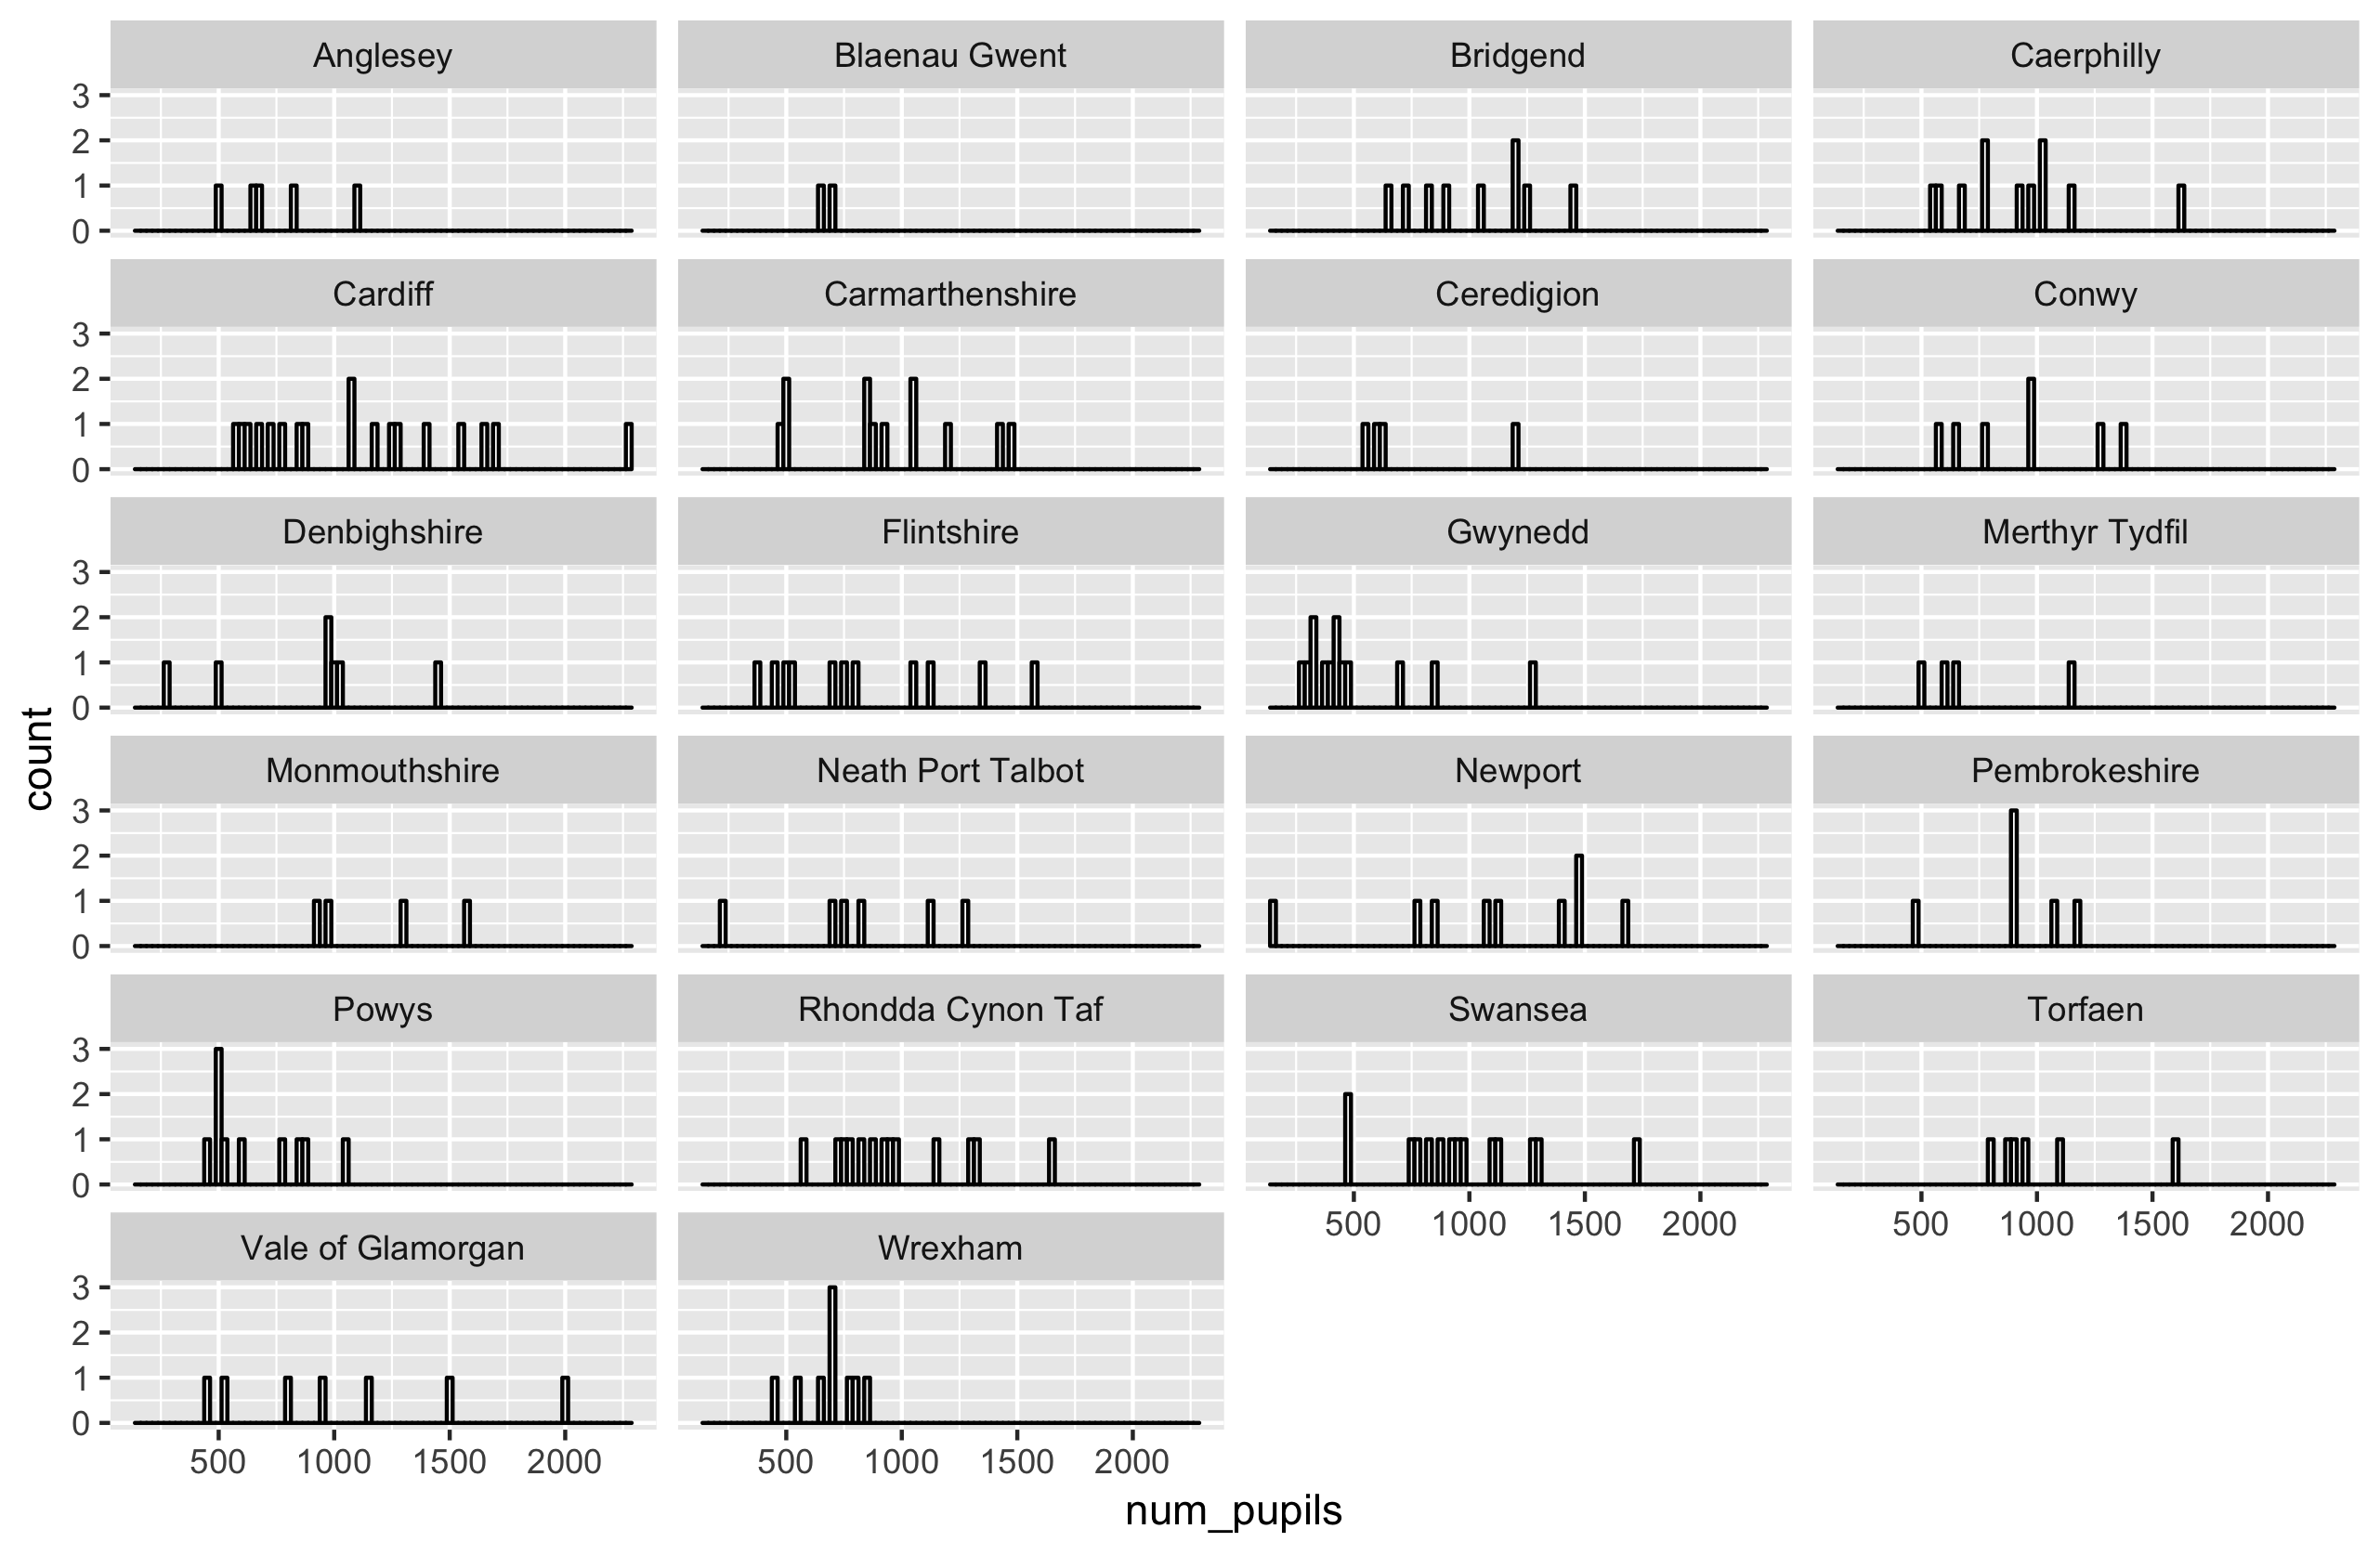 Anglesey Blaenau Gwent Bridgend Caerphilly
3
2
1
0
Cardiff Carmarthenshire Ceredigion Conwy
3
2
1
0
Denbighshire Flintshire Gwynedd Merthyr Tydfil
3
2
1
0
count
Monmouthshire Neath Port Talbot Newport Pembrokeshire
3
2
1
0
Powys Rhondda Cynon Taf Swansea Torfaen
3
2
1
0
500 1000 1500 2000 500 1000 1500 2000
Vale of Glamorgan Wrexham
3
2
1
0
500 1000 1500 2000 500 1000 1500 2000
num_pupils